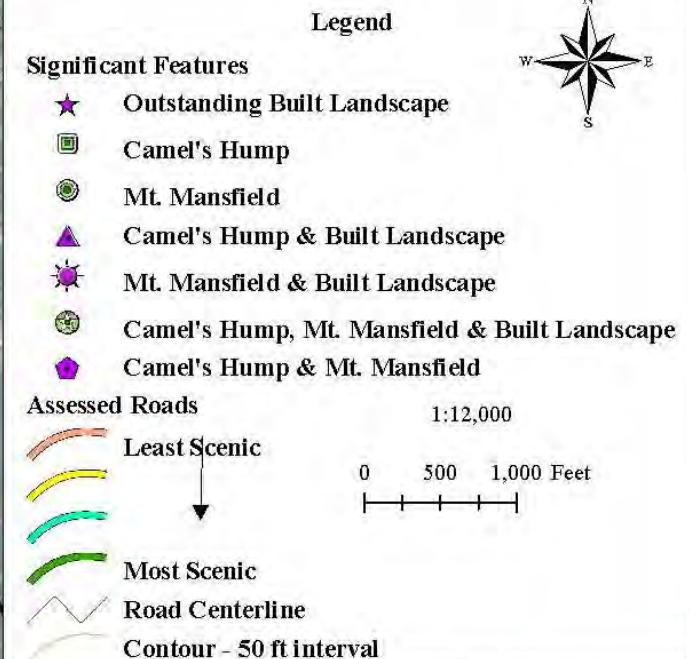 Legend
N
W
E
S
Significant Features
Outstanding Built Landscape
Camel's Hump
Mt. Mansfield
Camel's Hump & Built Landscape
Mt. Mansfield & Built Landscape
Camel's Hump, Mt. Mansfield & Built Landscape
Camel's Hump & Mt. Mansfield
Assessed Roads
1:12,000
Least Scenic
0 500 1,000 Feet
Most Scenic
Road Centerline
Contour - 50 ft interval